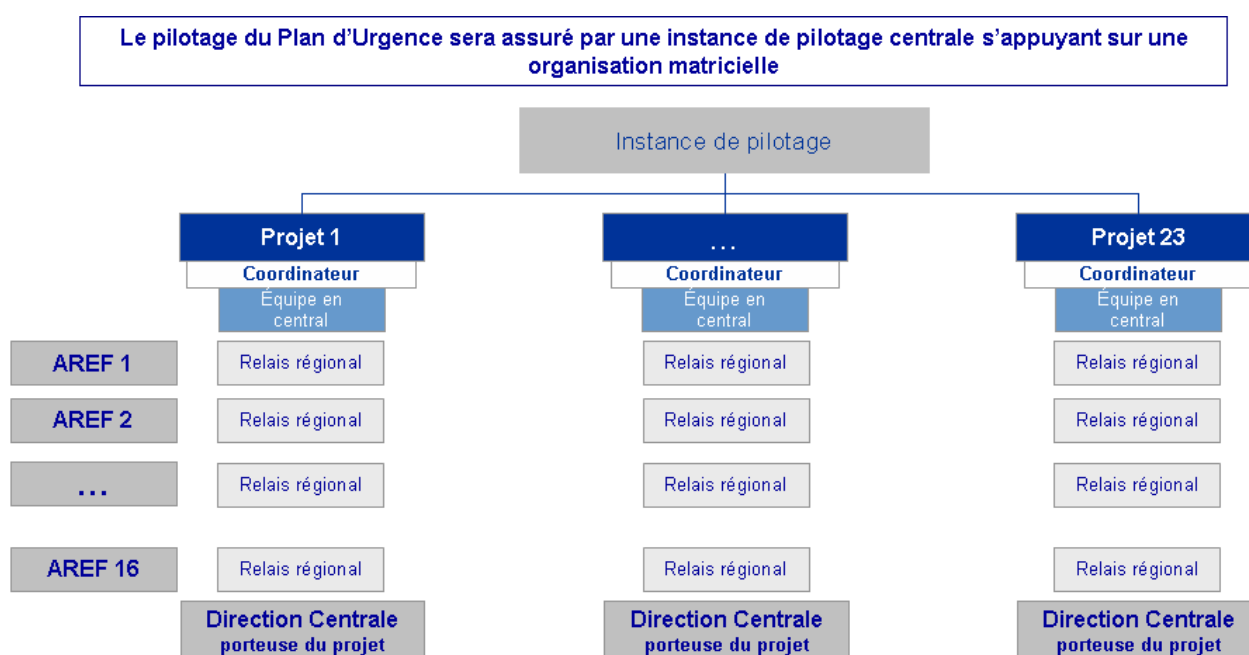 Le pilotage du Plan d'Urgence sera assuré par une instance de pilotage centrale s'appuyant sur une
organisation matricielle
Instance de pilotage
Projet 1
...
Projet 23
Coordinateur
Coordinateur
Coordinateur
Équipe en
central
Équipe en
central
Équipe en
central
AREF 1
Relais régional
Relais régional
Relais régional
AREF 2
Relais régional
Relais régional
Relais régional
...
Relais régional
Relais régional
Relais régional
AREF 16
Relais régional
Relais régional
Relais régional
Direction Centrale
porteuse du projet
Direction Centrale
porteuse du projet
Direction Centrale
porteuse du projet